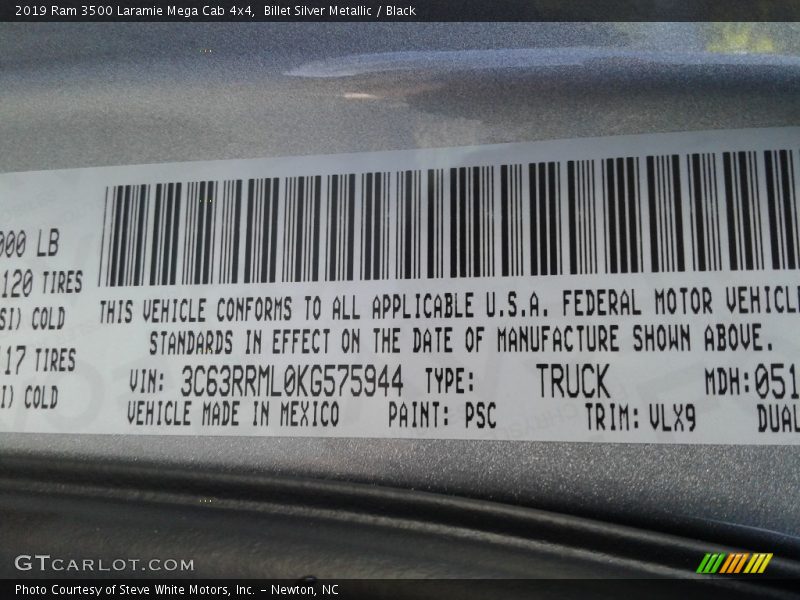 2019 Ram 3500 Laramie Mega Cab 4x4,  Billet Silver Metallic / Black
000 LB
120 TIRES
SI) COLD
17 TIRES
I) COLD
THIS VEHICLE CONFORMS TO ALL APPLICABLE U.S.A. FEDERAL MOTOR VEHICLE
STANDARDS IN EFFECT ON THE DATE OF MANUFACTURE SHOWN ABOVE.
VIN: 3C63RRML0KG575944 TYPE: TRUCK MDH:051
VEHICLE MADE IN MEXICO PAINT: PSC TRIM: VLX9 DUAL
GTCARLOT.COM
Photo Courtesy of Steve White Motors, Inc. – Newton, NC